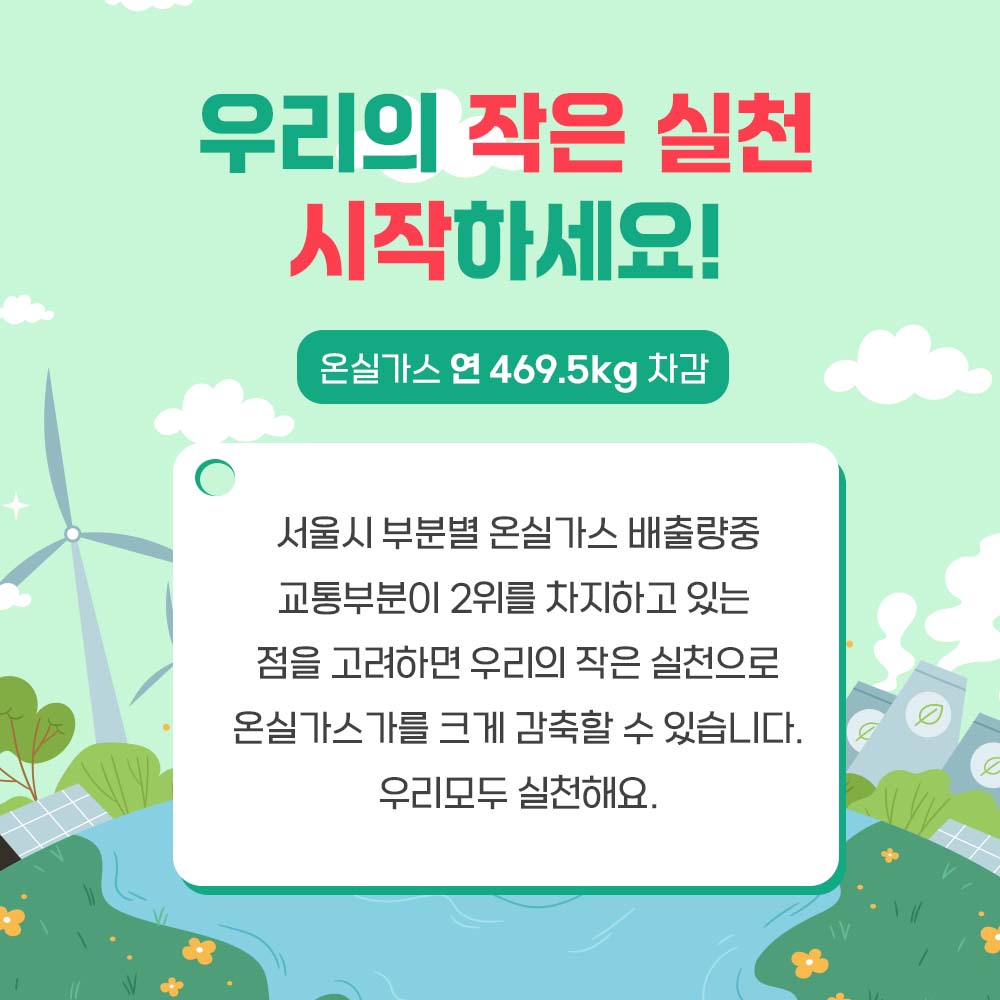 우리의 작은 실천
시작하세요!
온실가스 연 469.5kg 차감
서울시 부분별 온실가스 배출량중
교통부분이 2위를 차지하고 있는
점을 고려하면 우리의 작은 실천으로
온실가스가를 크게 감축할 수 있습니다.
우리모두 실천해요.